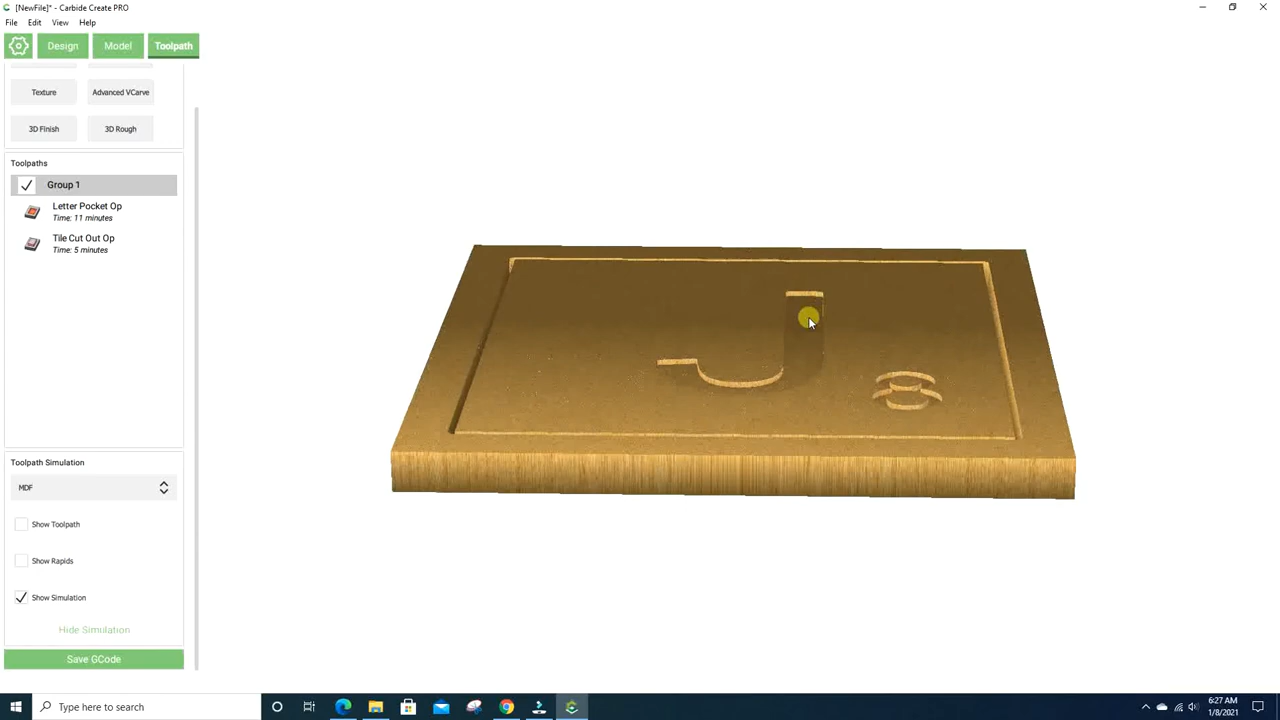 [NewFile]* - Carbide Create PRO
File Edit View Help
Design Model Toolpath
Texture Advanced VCarve
3D Finish 3D Rough
Toolpaths
Group 1
Letter Pocket Op
Time: 11 minutes
Tile Cut Out Op
Time: 5 minutes
J
8
Toolpath Simulation
MDF
Show Toolpath
Show Rapids
Show Simulation
Hide Simulation
Save GCode
Type here to search
6:27 AM
1/8/2021